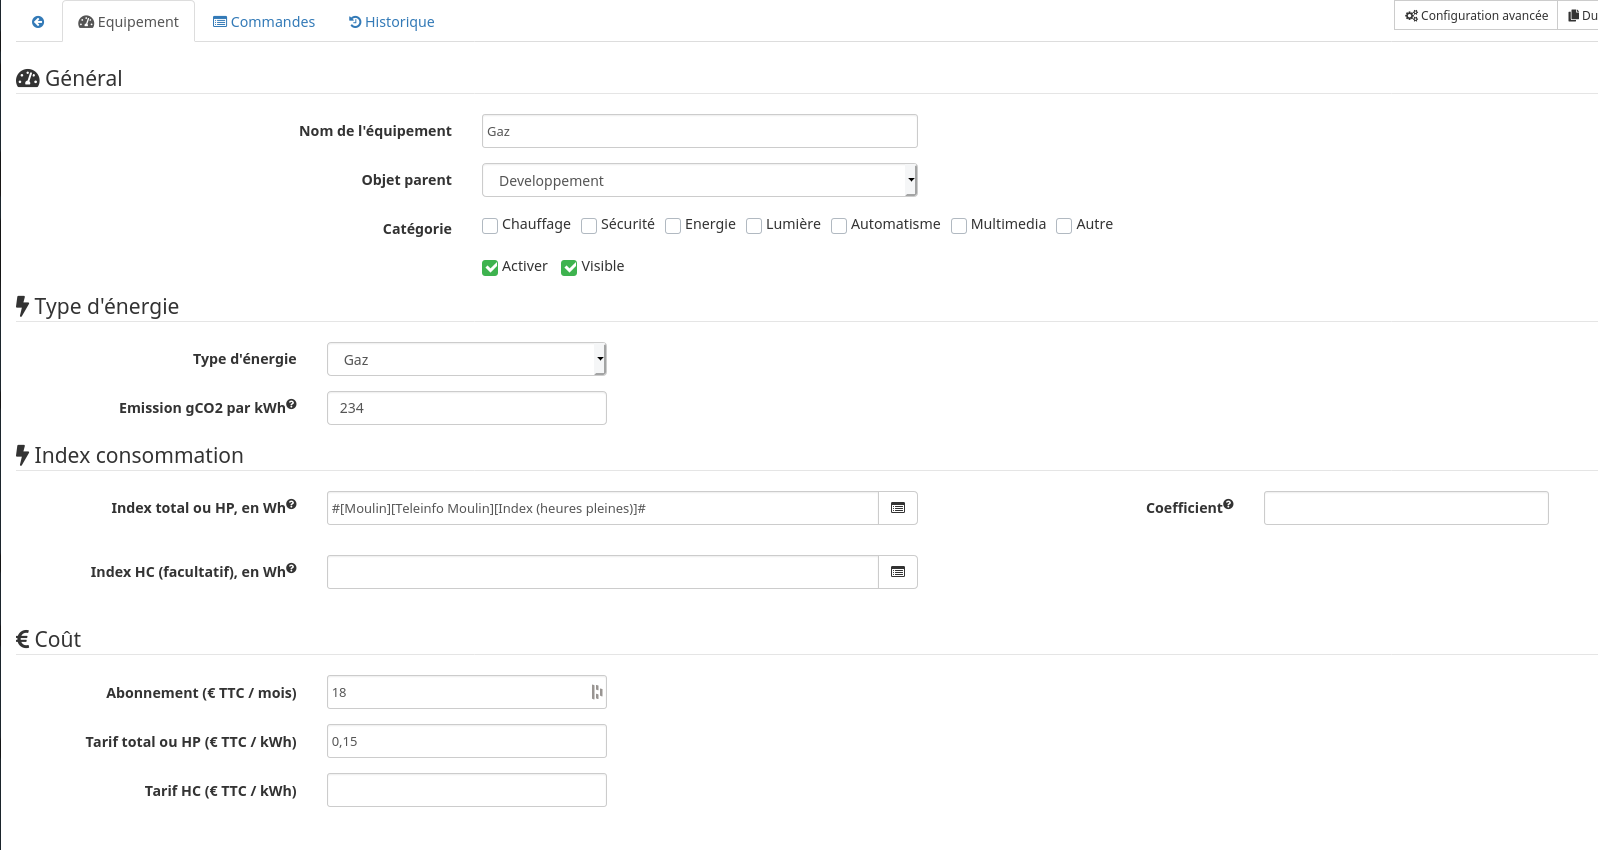 Equipement Commandes Historique Configuration avancée Du
Général
Nom de l'équipement Gaz
Objet parent Developpement
Catégorie Chauffage Sécurité Energie Lumière Automatisme Multimedia Autre
Activer Visible
Type d'énergie
Type d'énergie Gaz
Emission gCO2 par kWh 234
Index consommation
Index total ou HP, en Wh #[Moulin][Teleinfo Moulin][Index (heures pleines)]# Coefficient
Index HC (facultatif), en Wh
€ Coût
Abonnement (€ TTC / mois) 18
Tarif total ou HP (€ TTC / kWh) 0,15
Tarif HC (€ TTC / kWh)